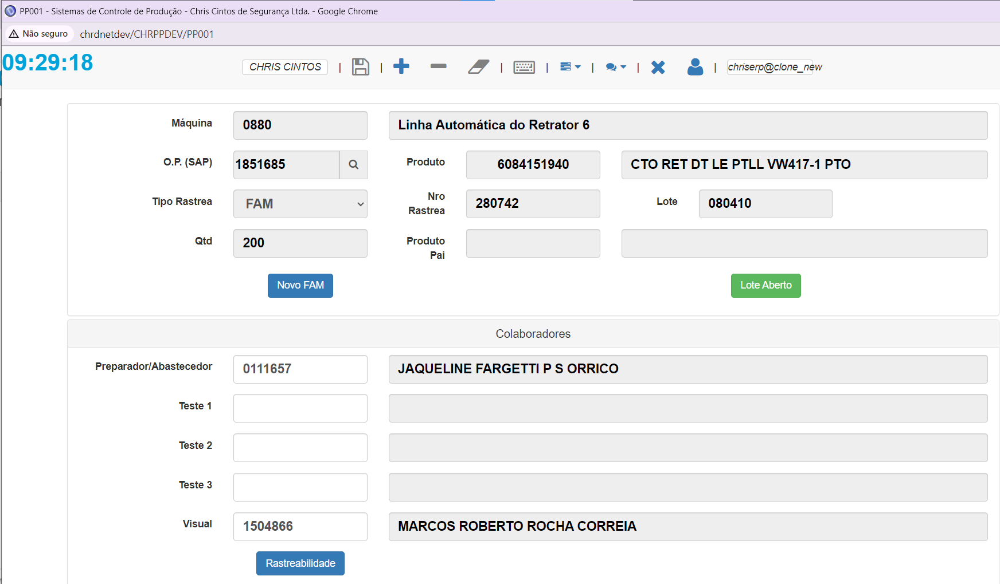 PP001 - Sistemas de Controle de Produção - Chris Cintos de Segurança Ltda. - Google Chrome
Não seguro chrdnetdev/CHRPPDEV/PP001
09:29:18 CHRIS CINTOS | | | | | | | chriserp@clone_new
Máquina 0880 Linha Automática do Retrator 6
O.P. (SAP) 1851685 Produto 6084151940 CTO RET DT LE PTLL VW417-1 PTO
Tipo Rastrea FAM Nro Rastrea 280742 Lote 080410
Qtd 200 Produto Pai
Novo FAM Lote Aberto
Colaboradores
Preparador/Abastecedor 0111657 JAQUELINE FARGETTI P S ORRICO
Teste 1
Teste 2
Teste 3
Visual 1504866 MARCOS ROBERTO ROCHA CORREIA
Rastreabilidade